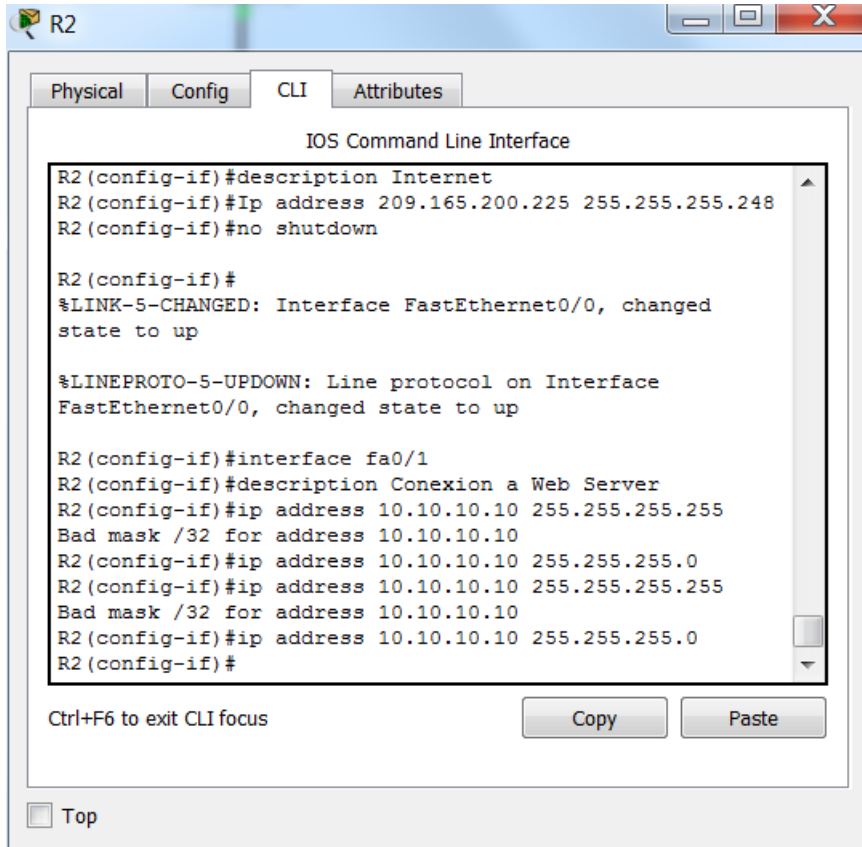 R2
Physical Config CLI Attributes
IOS Command Line Interface
R2(config-if)#description Internet
R2(config-if)#Ip address 209.165.200.225 255.255.255.248
R2(config-if)#no shutdown
R2(config-if)#
%LINK-5-CHANGED: Interface FastEthernet0/0, changed
state to up
%LINEPROTO-5-UPDOWN: Line protocol on Interface
FastEthernet0/0, changed state to up
R2(config-if)#interface fa0/1
R2(config-if)#description Conexion a Web Server
R2(config-if)#ip address 10.10.10.10 255.255.255.255
Bad mask /32 for address 10.10.10.10
R2(config-if)#ip address 10.10.10.10 255.255.255.0
R2(config-if)#ip address 10.10.10.10 255.255.255.255
Bad mask /32 for address 10.10.10.10
R2(config-if)#ip address 10.10.10.10 255.255.255.0
R2(config-if)#
Ctrl+F6 to exit CLI focus Copy Paste
Top